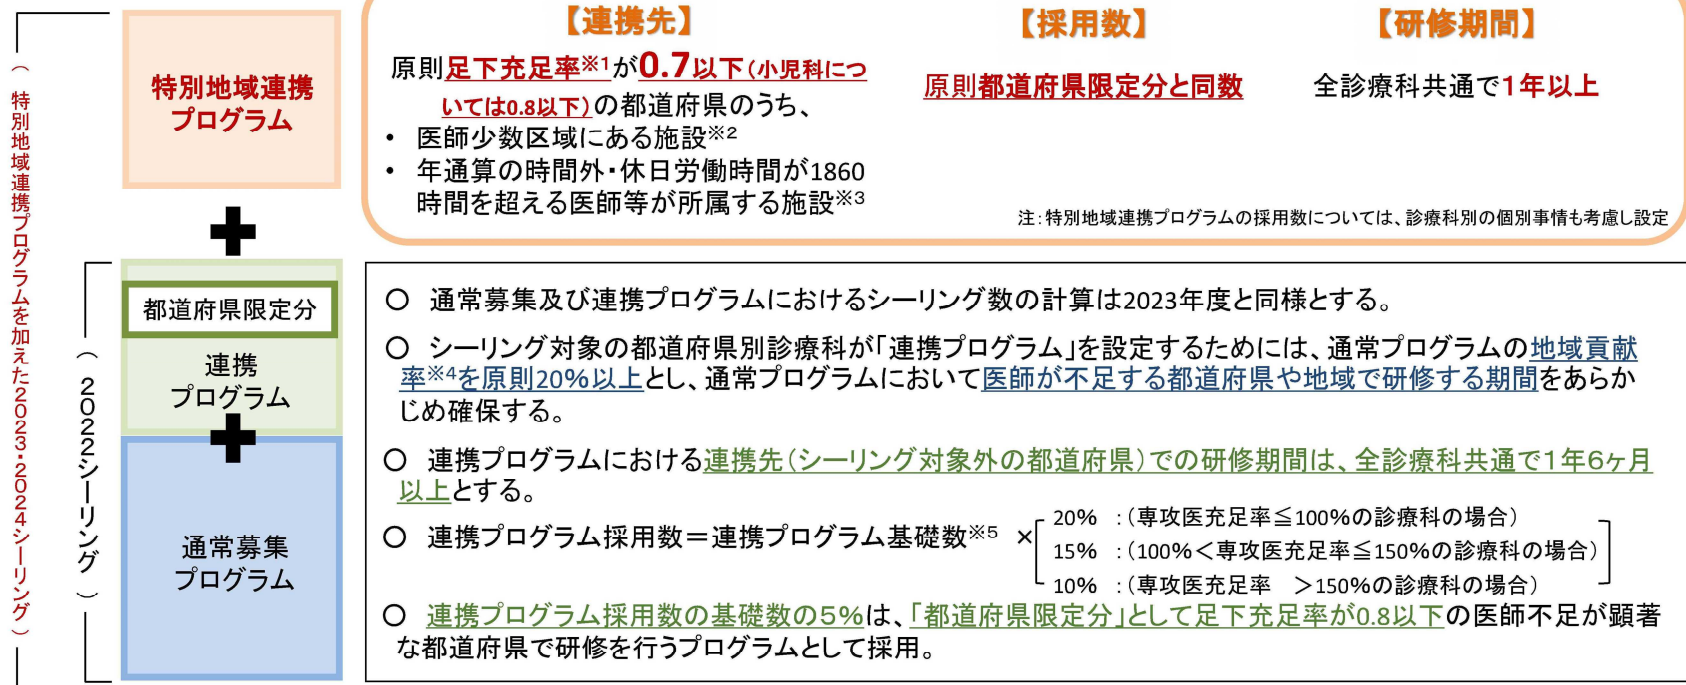 （特別地域連携プログラムを加えた2023・2024シーリング）
特別地域連携
プログラム
【連携先】
原則足下充足率※1が0.7以下（小児科につ
いては0.8以下）の都道府県のうち、
• 医師少数区域にある施設※2
• 年通算の時間外・休日労働時間が1860
時間を超える医師等が所属する施設※3
【採用数】
原則都道府県限定分と同数
【研修期間】
全診療科共通で1年以上
注：特別地域連携プログラムの採用数については、診療科別の個別事情も考慮し設定
（2022シーリング）
都道府県限定分
連携
プログラム
通常募集
プログラム
○ 通常募集及び連携プログラムにおけるシーリング数の計算は2023年度と同様とする。
○ シーリング対象の都道府県別診療科が「連携プログラム」を設定するためには、通常プログラムの地域貢献
率※4を原則20%以上とし、通常プログラムにおいて医師が不足する都道府県や地域で研修する期間をあらか
じめ確保する。
○ 連携プログラムにおける連携先（シーリング対象外の都道府県）での研修期間は、全診療科共通で１年６ヶ月
以上とする。
○ 連携プログラム採用数＝連携プログラム基礎数※5 ×
20% ：（専攻医充足率≦100%の診療科の場合）
15% ：（100%＜専攻医充足率≦150%の診療科の場合）
10% ：（専攻医充足率 ＞150%の診療科の場合）
○ 連携プログラム採用数の基礎数の５%は、「都道府県限定分」として足下充足率が0.8以下の医師不足が顕著
な都道府県で研修を行うプログラムとして採用。